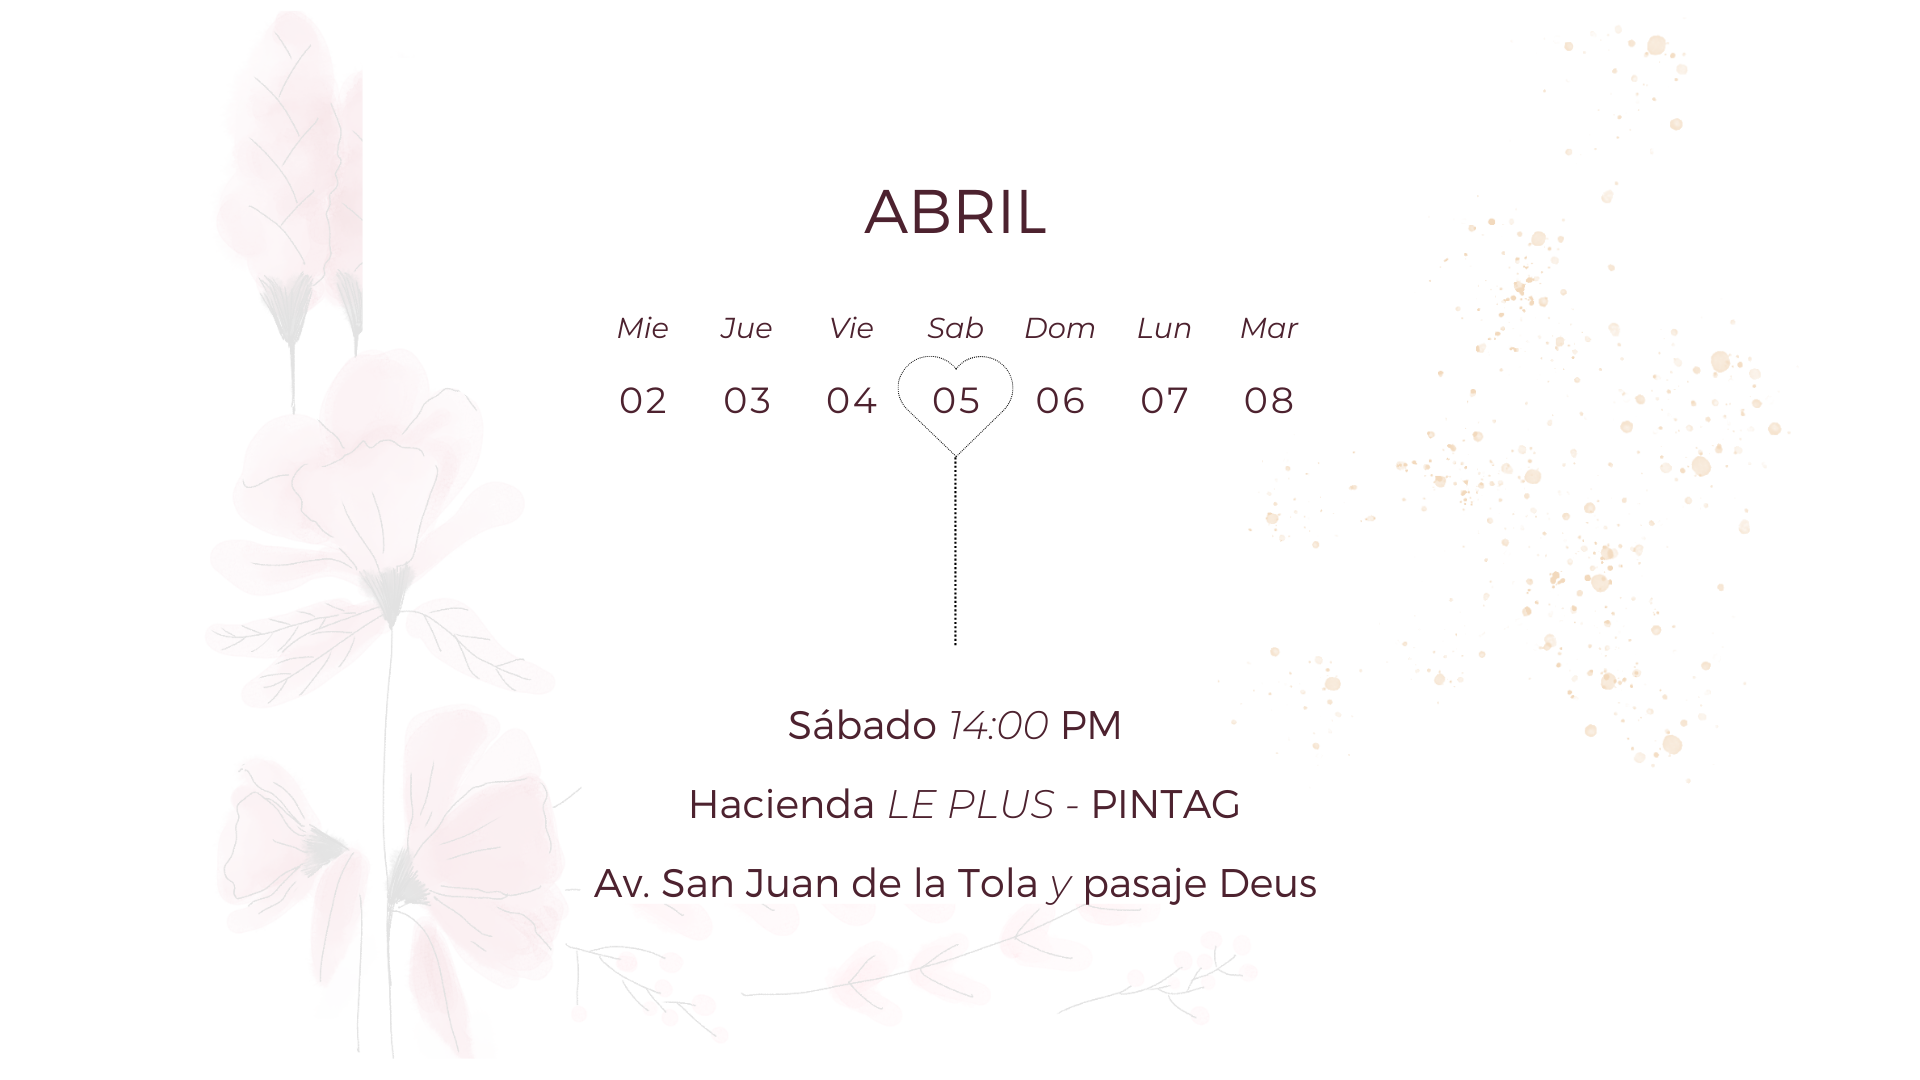 ABRIL
Mie Jue Vie Sab Dom Lun Mar
02 03 04 05 06 07 08
Sábado 14:00 PM
Hacienda LE PLUS - PINTAG
Av. San Juan de la Tola y pasaje Deus